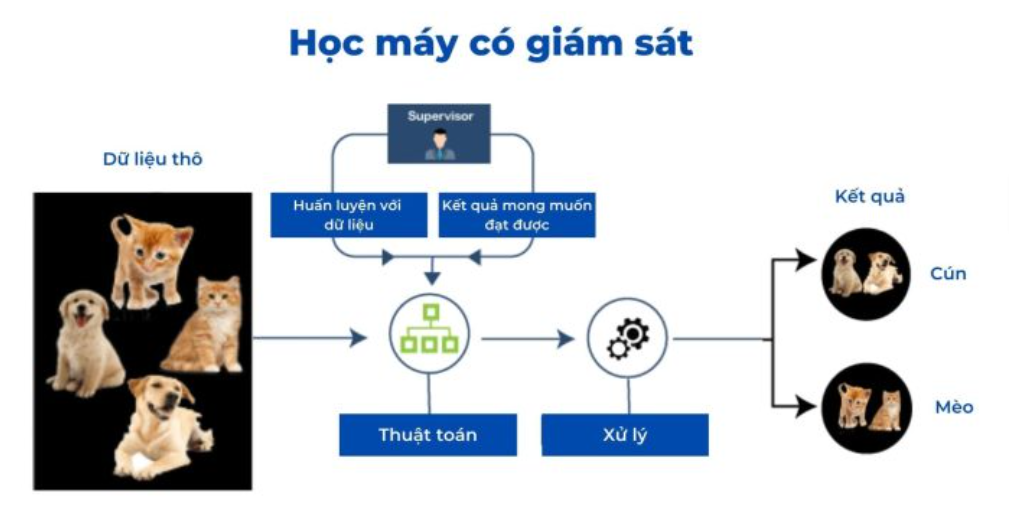 Học máy có giám sát
Supervisor
Dữ liệu thô
Huấn luyện với
dữ liệu
Kết quả mong muốn
đạt được
Kết quả
Cún
Mèo
Thuật toán
Xử lý